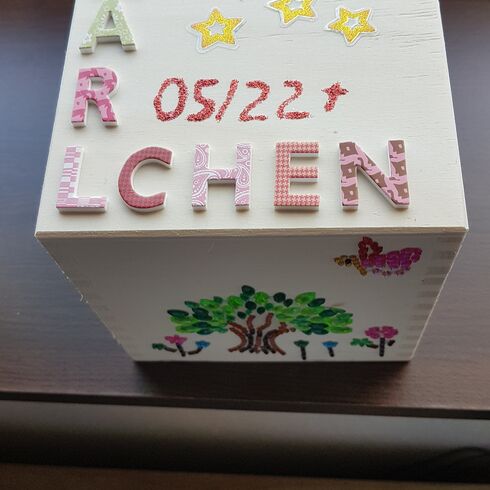 A
R
05/22+
LCHEN